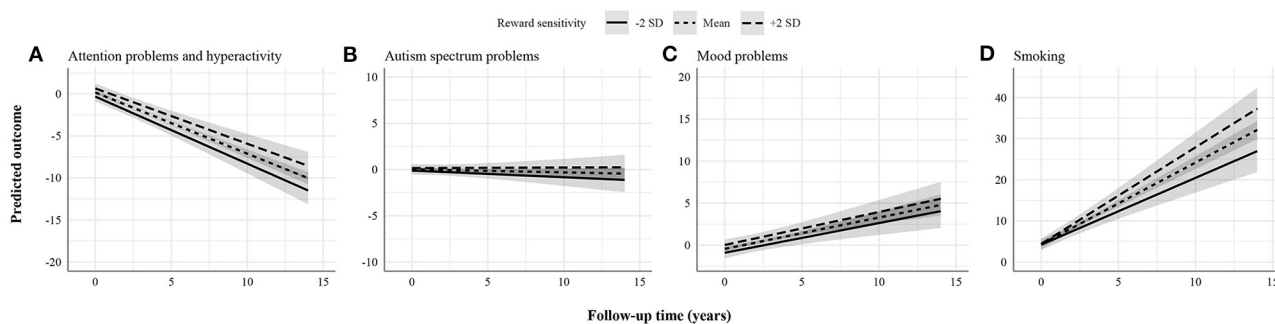 Reward sensitivity -2 SD Mean +2 SD
A Attention problems and hyperactivity
B Autism spectrum problems
C Mood problems
D Smoking
Predicted outcome
0
-5
-10
-15
-20
0 5 10 15
10
5
0
-5
-10
0 5 10 15
20
15
10
5
0
0 5 10 15
40
30
20
10
0
0 5 10 15
Follow-up time (years)